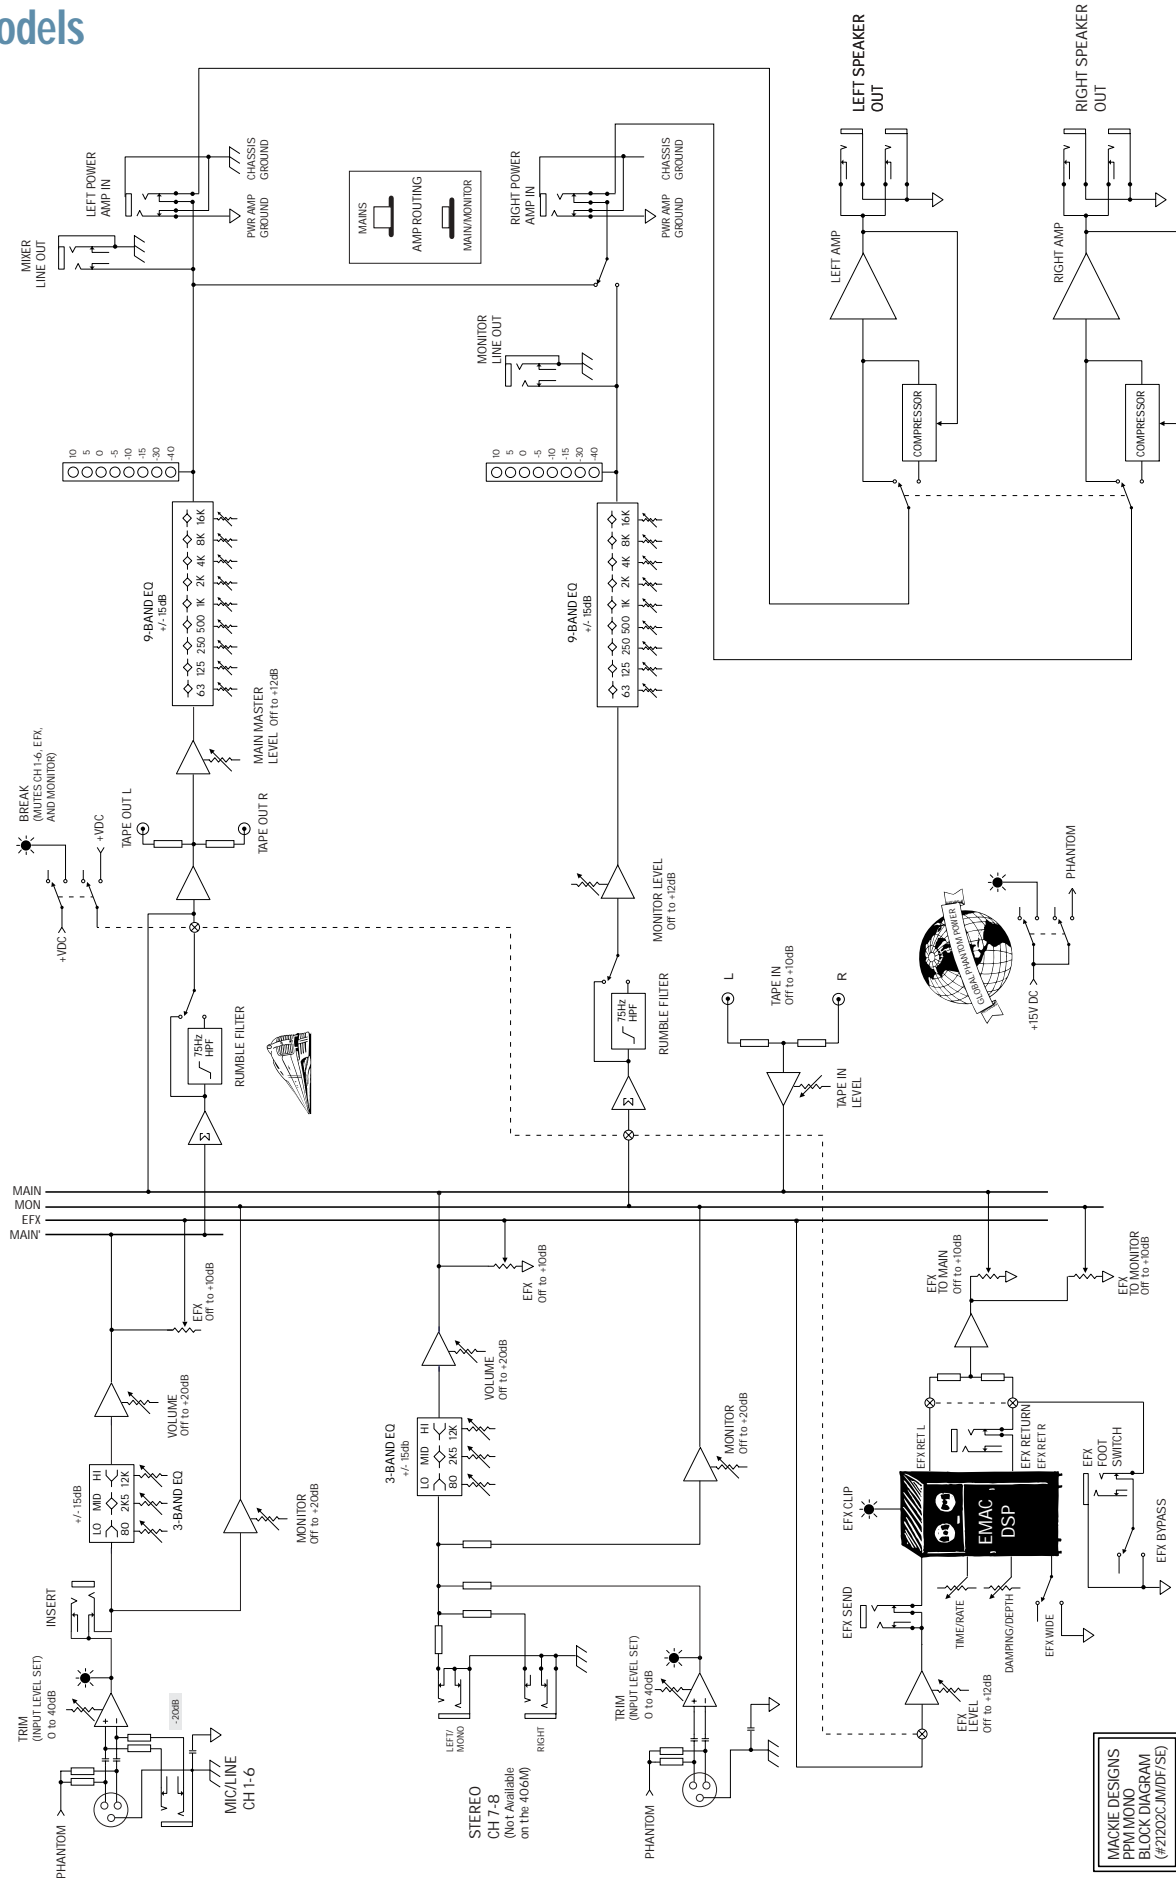 odels
MIXER
LINE OUT
LEFT POWER
AMP IN
PWR AMP
GROUND
CHASSIS
GROUND
MAINS
AMP ROUTING
MAIN/MONITOR
RIGHT POWER
AMP IN
PWR AMP
GROUND
CHASSIS
GROUND
LEFT SPEAKER
OUT
RIGHT SPEAKER
OUT
LEFT AMP
RIGHT AMP
COMPRESSOR
COMPRESSOR
MONITOR
LINE OUT
10
5
0
-5
-10
-15
-30
-40
10
5
0
-5
-10
-15
-30
-40
9-BAND EQ
+/- 15dB
63 125 250 500 1K 2K 4K 8K 16K
9-BAND EQ
+/- 15dB
63 125 250 500 1K 2K 4K 8K 16K
BREAK
(MUTES CH 1-6, EFX,
AND MONITOR)
+VDC
+VDC
TAPE OUT L
TAPE OUT R
MAIN MASTER
LEVEL Off to +12dB
MONITOR LEVEL
Off to +12dB
75Hz
HPF
RUMBLE FILTER
75Hz
HPF
RUMBLE FILTER
Σ
Σ
L
TAPE IN
Off to +10dB
R
TAPE IN
LEVEL
GLOBAL PHANTOM POWER
+15V DC
PHANTOM
MAIN
MON
EFX
MAIN'
EFX
Off to +10dB
VOLUME
Off to +20dB
+/- 15dB
LO MID HI
80 2K5 12K
3-BAND EQ
MONITOR
Off to +20dB
INSERT
TRIM
(INPUT LEVEL SET)
0 to 40dB
-20dB
PHANTOM
MIC/LINE
CH 1-6
EFX
Off to +10dB
VOLUME
Off to +20dB
3-BAND EQ
+/- 15db
LO MID HI
80 2K5 12K
MONITOR
Off to +20dB
LEFT/
MONO
RIGHT
STEREO
CH 7-8
(Not Available
on the 406M)
TRIM
(INPUT LEVEL SET)
0 to 40dB
PHANTOM
EFX
TO MAIN
Off to +10dB
EFX
TO MONITOR
Off to +10dB
EFX RET L
EFX RETURN
EFX RET R
EFX CLIP
EMAC
DSP
EFX
FOOT
SWITCH
EFX BYPASS
EFX SEND
TIME/RATE
DAMPING/DEPTH
EFX WIDE
EFX
LEVEL
Off to +12dB
MACKIE DESIGNS
PPM MONO
BLOCK DIAGRAM
(#21202CJM/DF/SE)